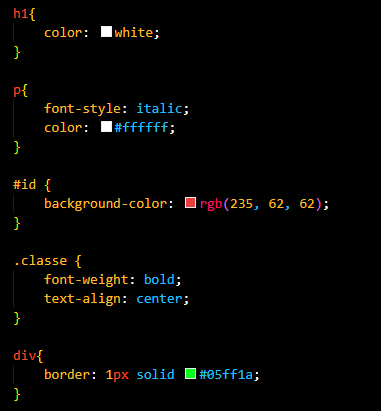 h1{
color: white;
}
p{
font-style: italic;
color: #ffffff;
}
#id {
background-color: rgb(235, 62, 62);
}
.classe {
font-weight: bold;
text-align: center;
}
div{
border: 1px solid #05ff1a;
}